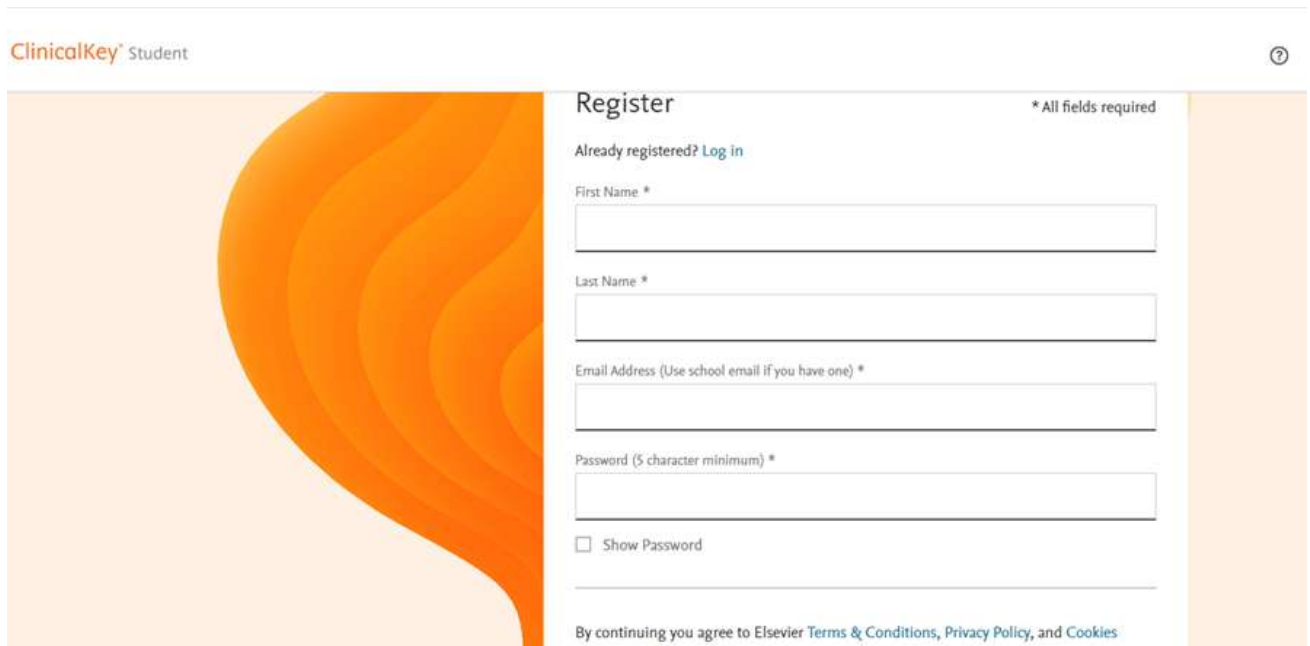 ClinicalKey® Student
Register
* All fields required
Already registered? Log in
First Name *
Last Name *
Email Address (Use school email if you have one) *
Password (5 character minimum) *
Show Password
By continuing you agree to Elsevier Terms & Conditions, Privacy Policy, and Cookies